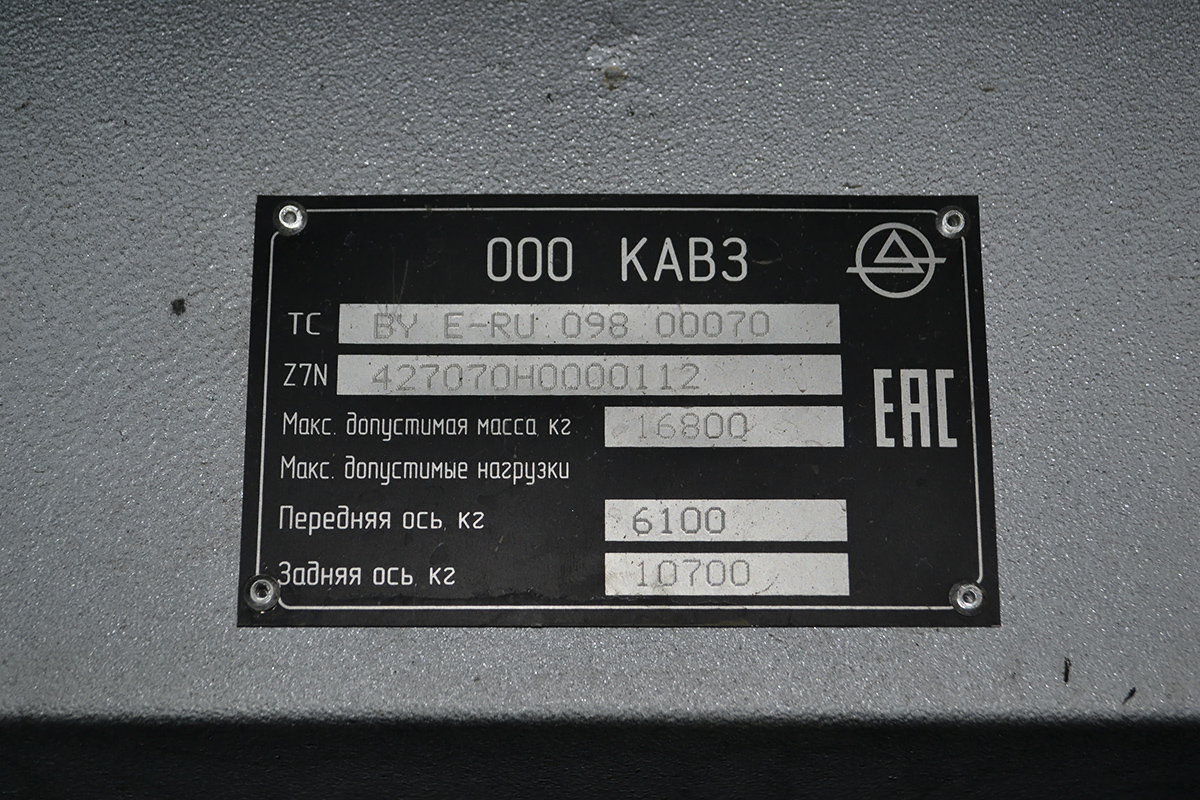 ООО КАВЗ
ТС BY E-RU 098 00070
Z7N 427070H0000112
EAC
Макс. допустимая масса, кг 16800
Макс. допустимые нагрузки
Передняя ось, кг 6100
Задняя ось, кг 10700